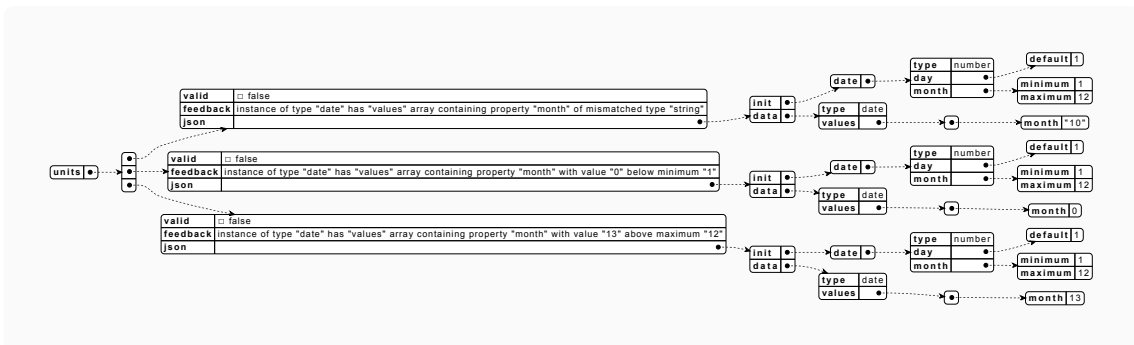 units
valid □ false
feedback instance of type "date" has "values" array containing property "month" of mismatched type "string"
json
init
data
date
type number
day
month
default 1
minimum 1
maximum 12
type date
values
month "10"
valid □ false
feedback instance of type "date" has "values" array containing property "month" with value "0" below minimum "1"
json
init
data
date
type number
day
month
default 1
minimum 1
maximum 12
type date
values
month 0
valid □ false
feedback instance of type "date" has "values" array containing property "month" with value "13" above maximum "12"
json
init
data
date
type number
day
month
default 1
minimum 1
maximum 12
type date
values
month 13